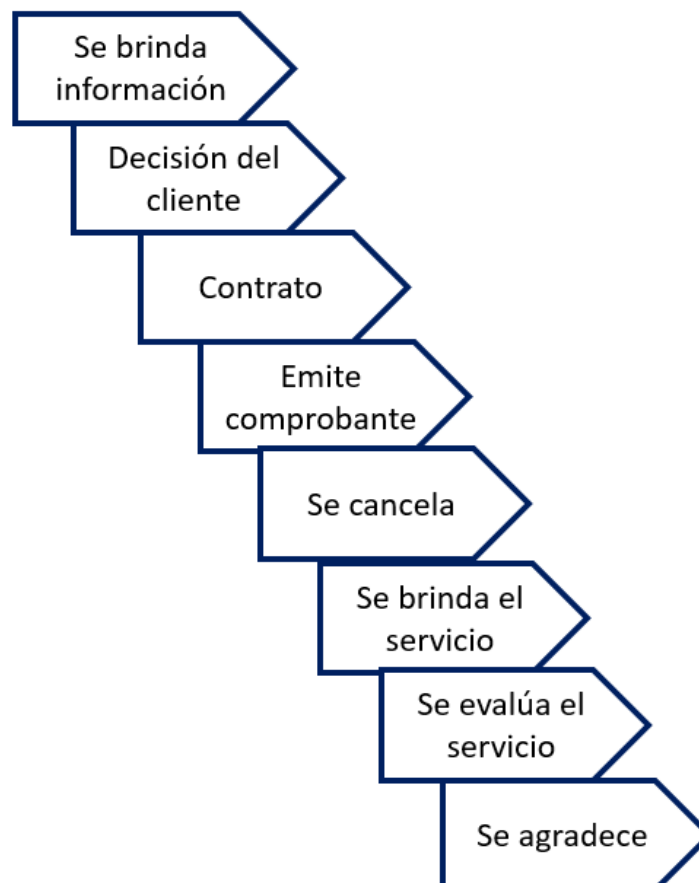 Se brinda
información
Decisión del
cliente
Contrato
Emite
comprobante
Se cancela
Se brinda el
servicio
Se evalúa el
servicio
Se agradece